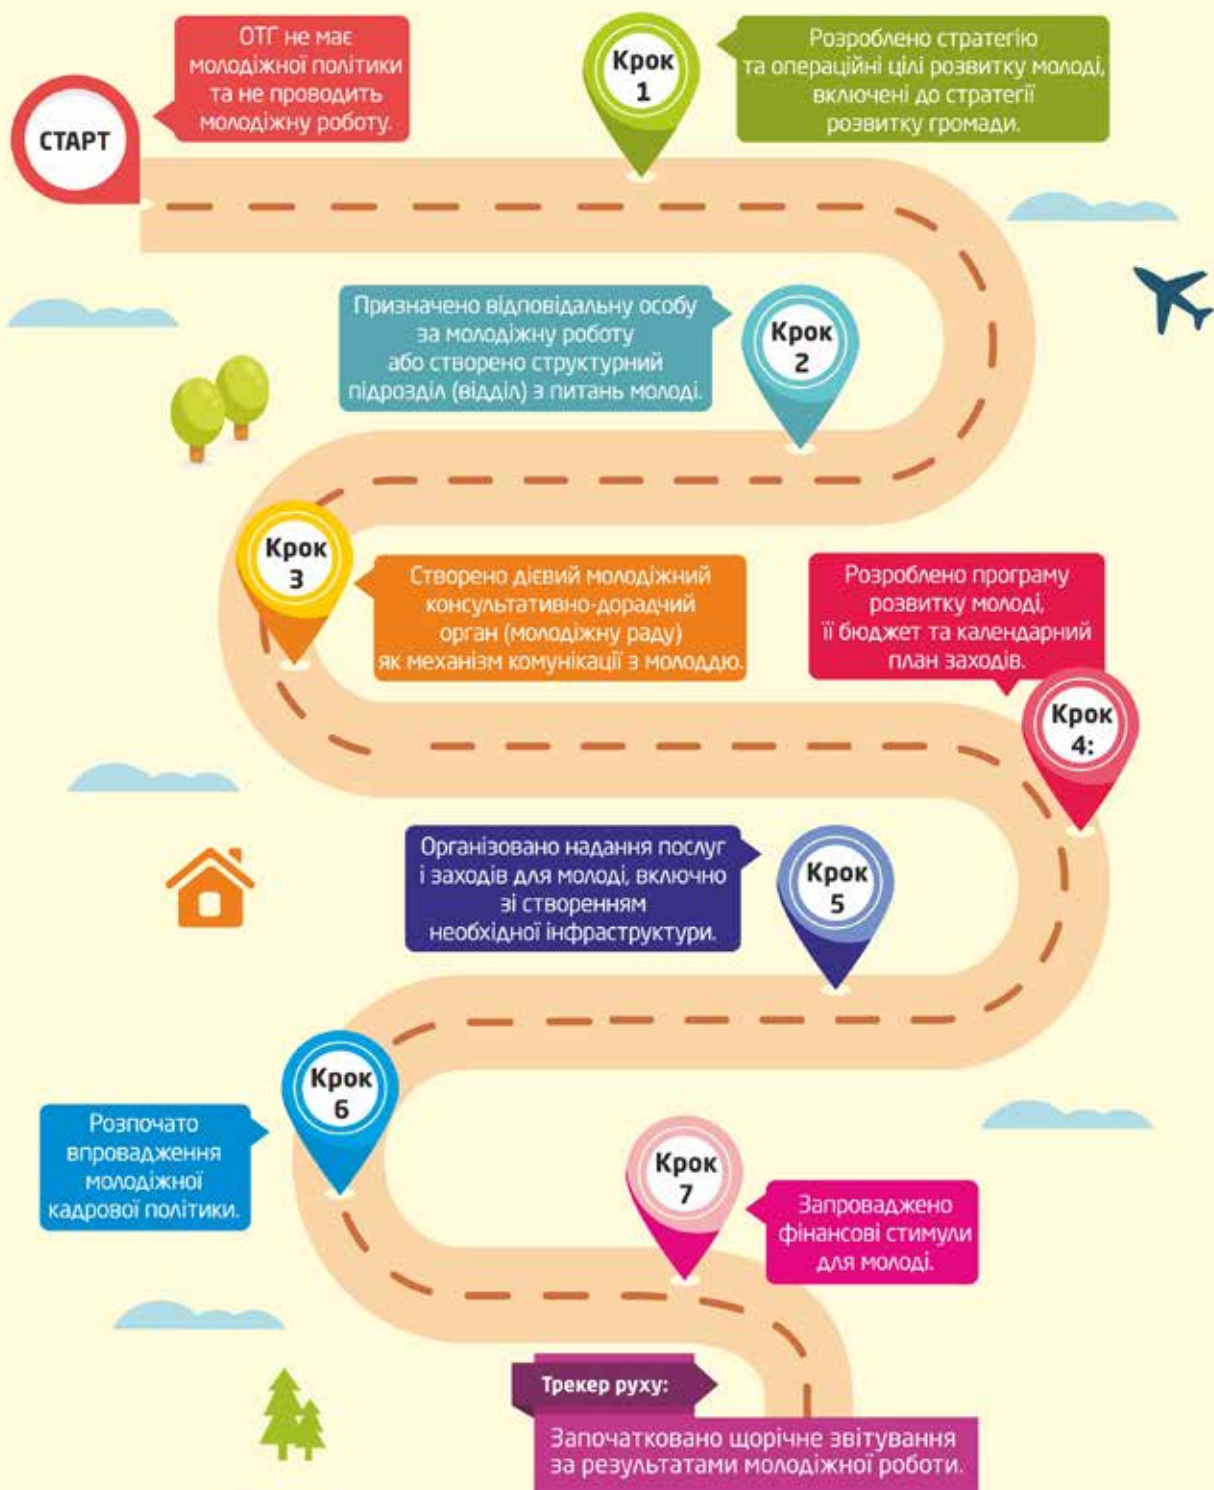 СТАРТ
ОТГ не має
молодіжної політики
та не проводить
молодіжну роботу.
Крок
1
Розроблено стратегію
та операційні цілі розвитку молоді,
включені до стратегії
розвитку громади.
Призначено відповідальну особу
за молодіжну роботу
або створено структурний
підрозділ (відділ) з питань молоді.
Крок
2
Крок
3
Створено дієвий молодіжний
консультативно-дорадчий
орган (молодіжну раду)
як механізм комунікації з молоддю.
Розроблено програму
розвитку молоді,
її бюджет та календарний
план заходів.
Крок
4:
Організовано надання послуг
і заходів для молоді, включно
зі створенням
необхідної інфраструктури.
Крок
5
Крок
6
Розпочато
впровадження
молодіжної
кадрової політики.
Крок
7
Запроваджено
фінансові стимули
для молоді.
Трекер руху:
Започатковано щорічне звітування
за результатами молодіжної роботи.